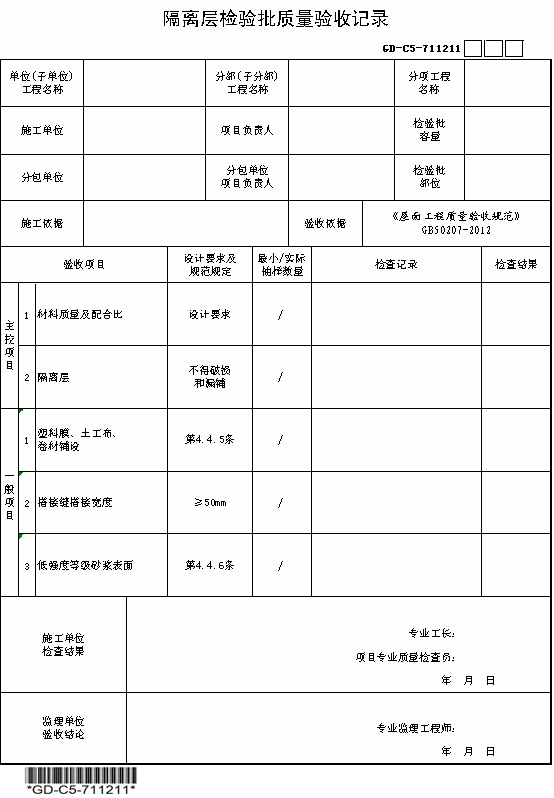 隔离层检验批质量验收记录
GD-C5-711211
单位(子单位)
工程名称
分部(子分部)
工程名称
分项工程
名称
施工单位
项目负责人
检验批
容量
分包单位
分包单位
项目负责人
检验批
部位
施工依据
验收依据
《屋面工程质量验收规范》
GB50207-2012
验收项目
设计要求及
规范规定
最小/实际
抽样数量
检查记录
检查结果
主控项目
1
材料质量及配合比
设计要求
/
2
隔离层
不得破损
和漏铺
/
一般项目
1
塑料膜、土工布、
卷材铺设
第4.4.5条
/
2
搭接缝搭接宽度
≥50mm
/
3
低强度等级砂浆表面
第4.4.6条
/
施工单位
检查结果
专业工长:
项目专业质量检查员:
年 月 日
监理单位
验收结论
专业监理工程师:
年 月 日
*GD-C5-711211*